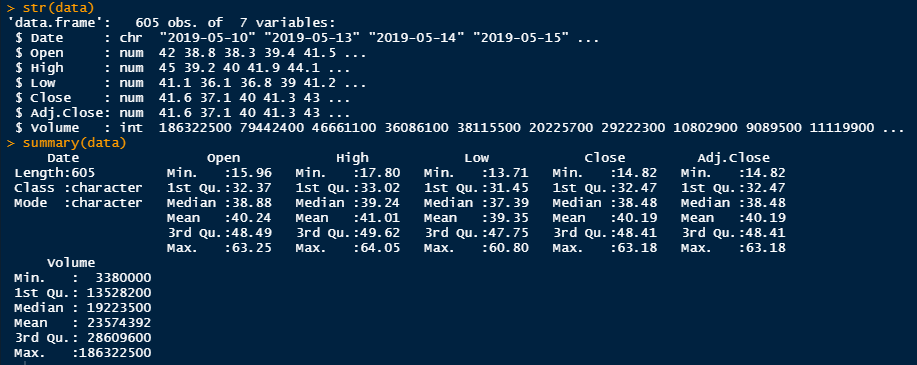 > str(data)
'data.frame':   605 obs. of  7 variables:
 $ Date     : chr  "2019-05-10" "2019-05-13" "2019-05-14" "2019-05-15" ...
 $ Open     : num  42 38.8 38.3 39.4 41.5 ...
 $ High     : num  45 39.2 40 41.9 44.1 ...
 $ Low      : num  41.1 36.1 36.8 39 41.2 ...
 $ Close    : num  41.6 37.1 40 41.3 43 ...
 $ Adj.Close: num  41.6 37.1 40 41.3 43 ...
 $ Volume   : int  186322500 79442400 46661100 36086100 38115500 20225700 29222300 10802900 9089500 11119900 ...
> summary(data)
     Date                Open            High            Low            Close         Adj.Close    
 Length:605         Min.   :15.96   Min.   :17.80   Min.   :13.71   Min.   :14.82   Min.   :14.82
 Class :character   1st Qu.:32.37   1st Qu.:33.02   1st Qu.:31.45   1st Qu.:32.47   1st Qu.:32.47
 Mode  :character   Median :38.88   Median :39.24   Median :37.39   Median :38.48   Median :38.48
                    Mean   :40.24   Mean   :41.01   Mean   :39.35   Mean   :40.19   Mean   :40.19
                    3rd Qu.:48.49   3rd Qu.:49.62   3rd Qu.:47.75   3rd Qu.:48.41   3rd Qu.:48.41
                    Max.   :63.25   Max.   :64.05   Max.   :60.80   Max.   :63.18   Max.   :63.18
     Volume
 Min.   :  3380000
 1st Qu.: 13528200
 Median : 19223500
 Mean   : 23574392
 3rd Qu.: 28609600
 Max.   :186322500